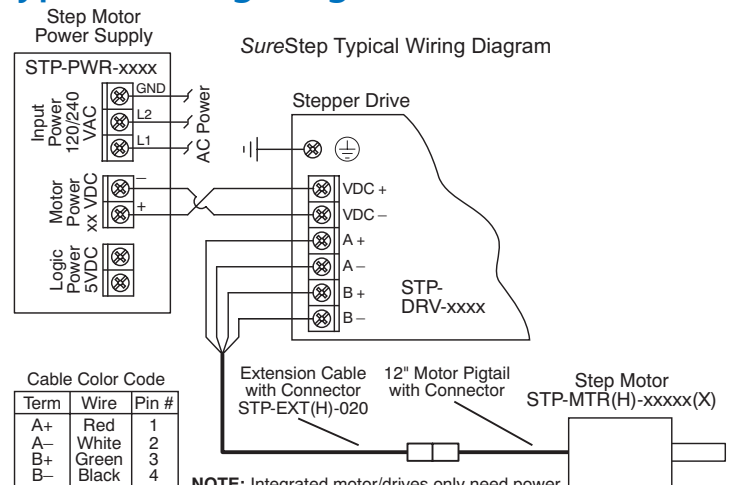 Step Motor
Power Supply
SureStep Typical Wiring Diagram
STP-PWR-xxxx
Input
Power
120/240
VAC
GND
L2
L1
AC Power
Motor
Power
xx VDC
–
+
Logic
Power
5VDC
Stepper Drive
VDC +
VDC –
A +
A –
B +
B –
STP-
DRV-xxxx
Cable Color Code
Term Wire Pin #
A+ Red 1
A– White 2
B+ Green 3
B– Black 4
Extension Cable
with Connector
STP-EXT(H)-020
12" Motor Pigtail
with Connector
Step Motor
STP-MTR(H)-xxxxx(X)
NOTE: Integrated motor/drives only need power